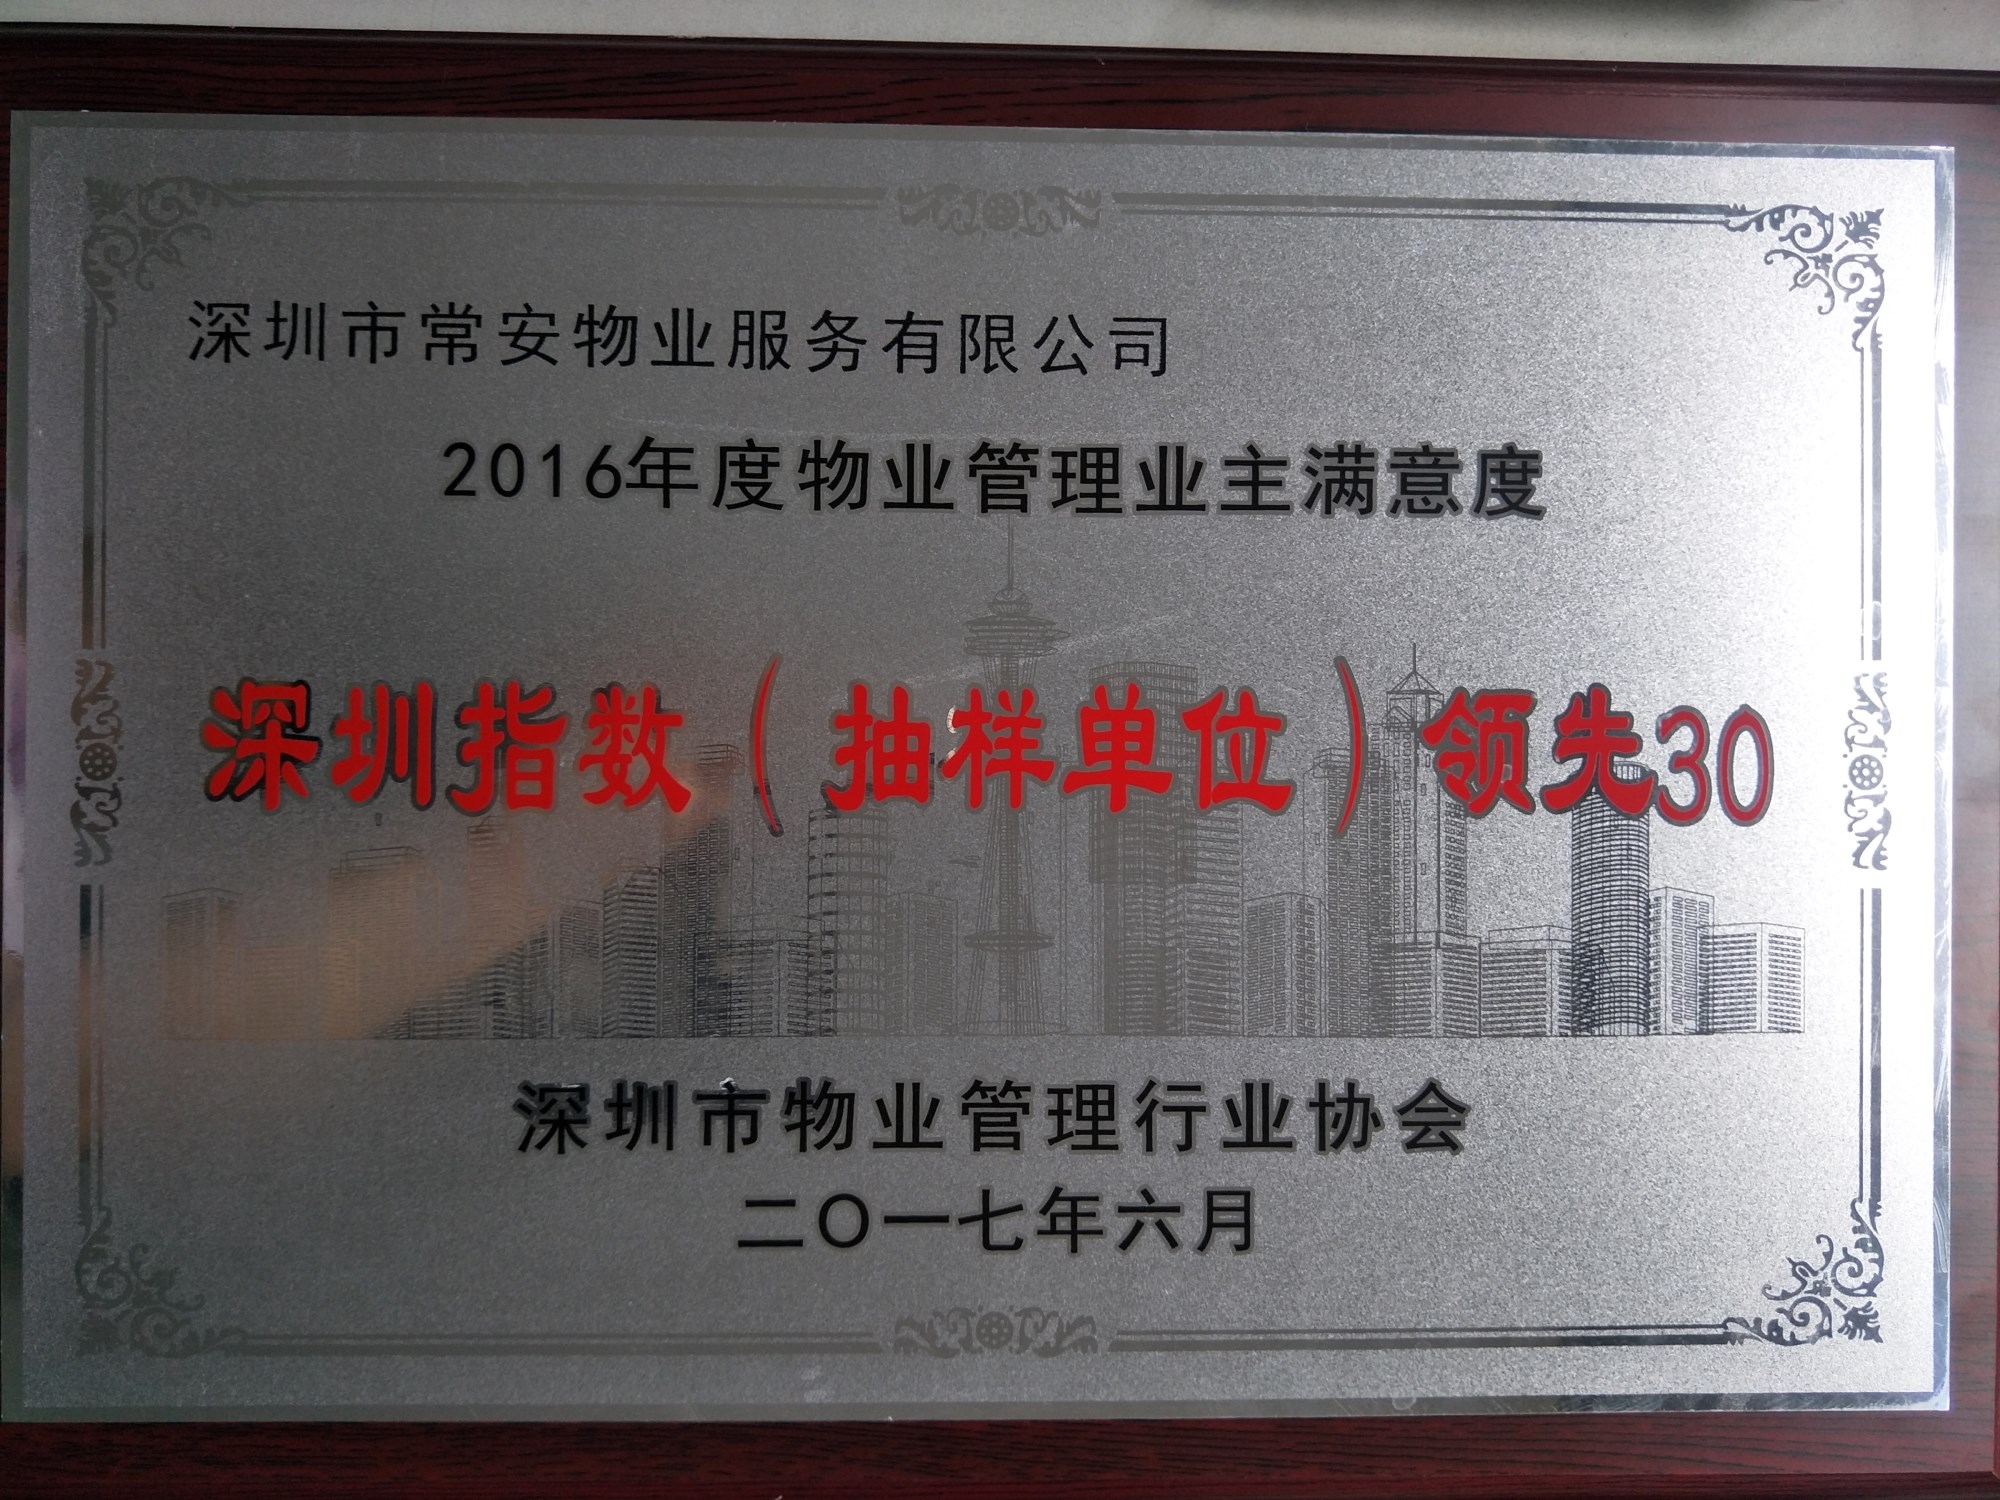 深圳市常安物业服务有限公司
2016年度物业管理业主满意度
深圳指数（抽样单位）领先30
深圳市物业管理行业协会
二〇一七年六月